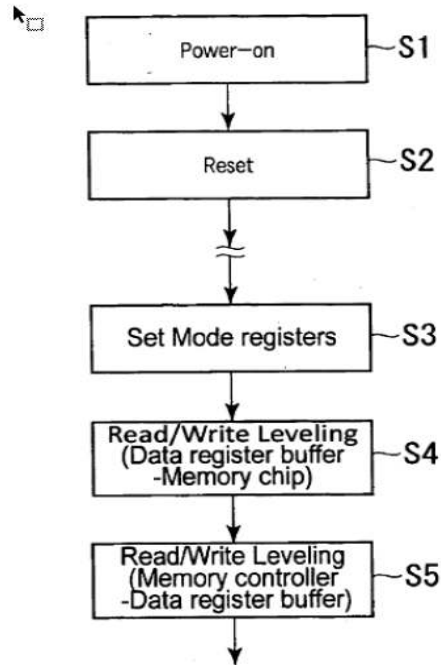 Power-on
S1
Reset
S2
Set Mode registers
S3
Read/Write Leveling
(Data register buffer
-Memory chip)
S4
Read/Write Leveling
(Memory controller
-Data register buffer)
S5